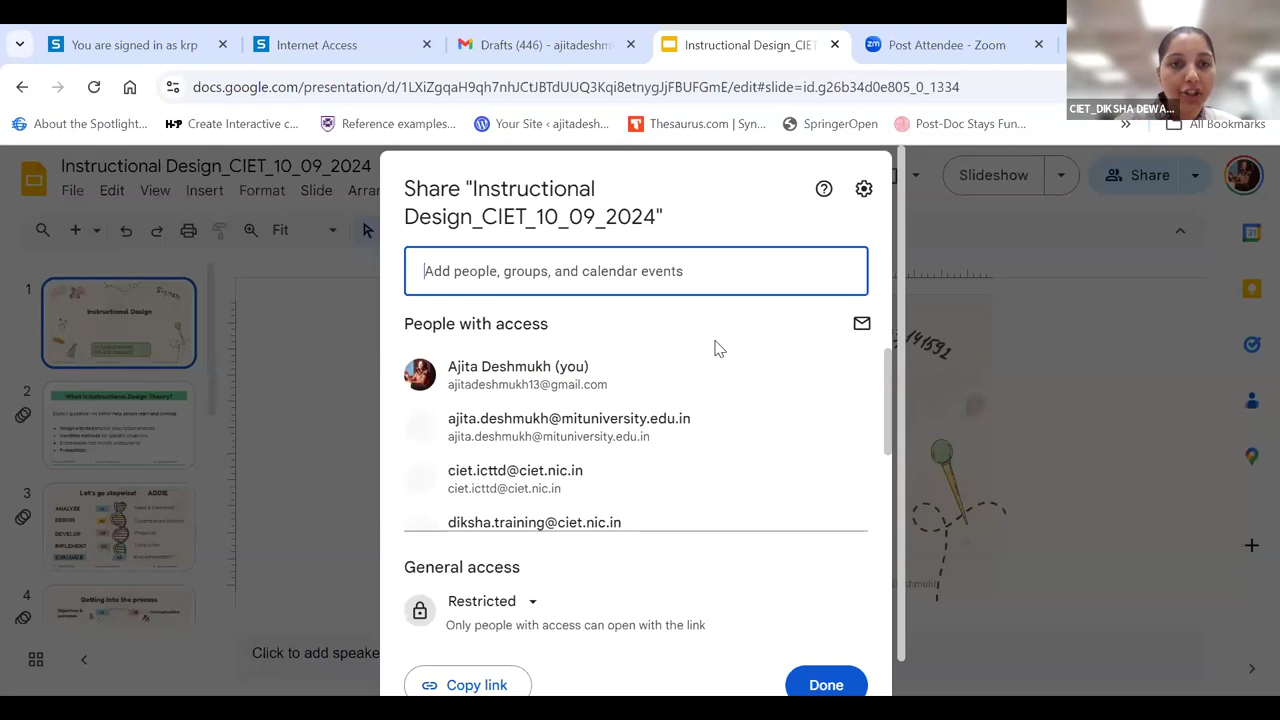 You are signed in as krp
Internet Access
Drafts (446) - ajitadeshm
Instructional Design_CIET
Post Attendee - Zoom
docs.google.com/presentation/d/1LXiZgqaH9qh7nhJCtJBTdUUQ3Kqi8etnygJjFBUFGmE/edit#slide=id.g26b34d0e805_0_1334
CIET_DIKSHA DEWA...
About the Spotlight...
H-P Create Interactive c...
Reference examples...
Your Site ‹ ajitadesh...
Thesaurus.com | Syn...
SpringerOpen
Post-Doc Stays Fun...
All Bookmarks
Instructional Design_CIET_10_09_2024
File Edit View Insert Format Slide Arran
Slideshow
Share
Fit
Share "Instructional
Design_CIET_10_09_2024"
Add people, groups, and calendar events
People with access
Ajita Deshmukh (you)
ajitadeshmukh13@gmail.com
ajita.deshmukh@mituniversity.edu.in
ajita.deshmukh@mituniversity.edu.in
ciet.icttd@ciet.nic.in
ciet.icttd@ciet.nic.in
diksha.training@ciet.nic.in
General access
Restricted
Only people with access can open with the link
Copy link
Done
1
Instructional Design
2
What is Instructional Design Theory?
3
Let's go stepwise! ADDIE
ANALYZE
DESIGN
DEVELOP
IMPLEMENT
EVALUATE
4
Getting into the process
141592
Click to add speake